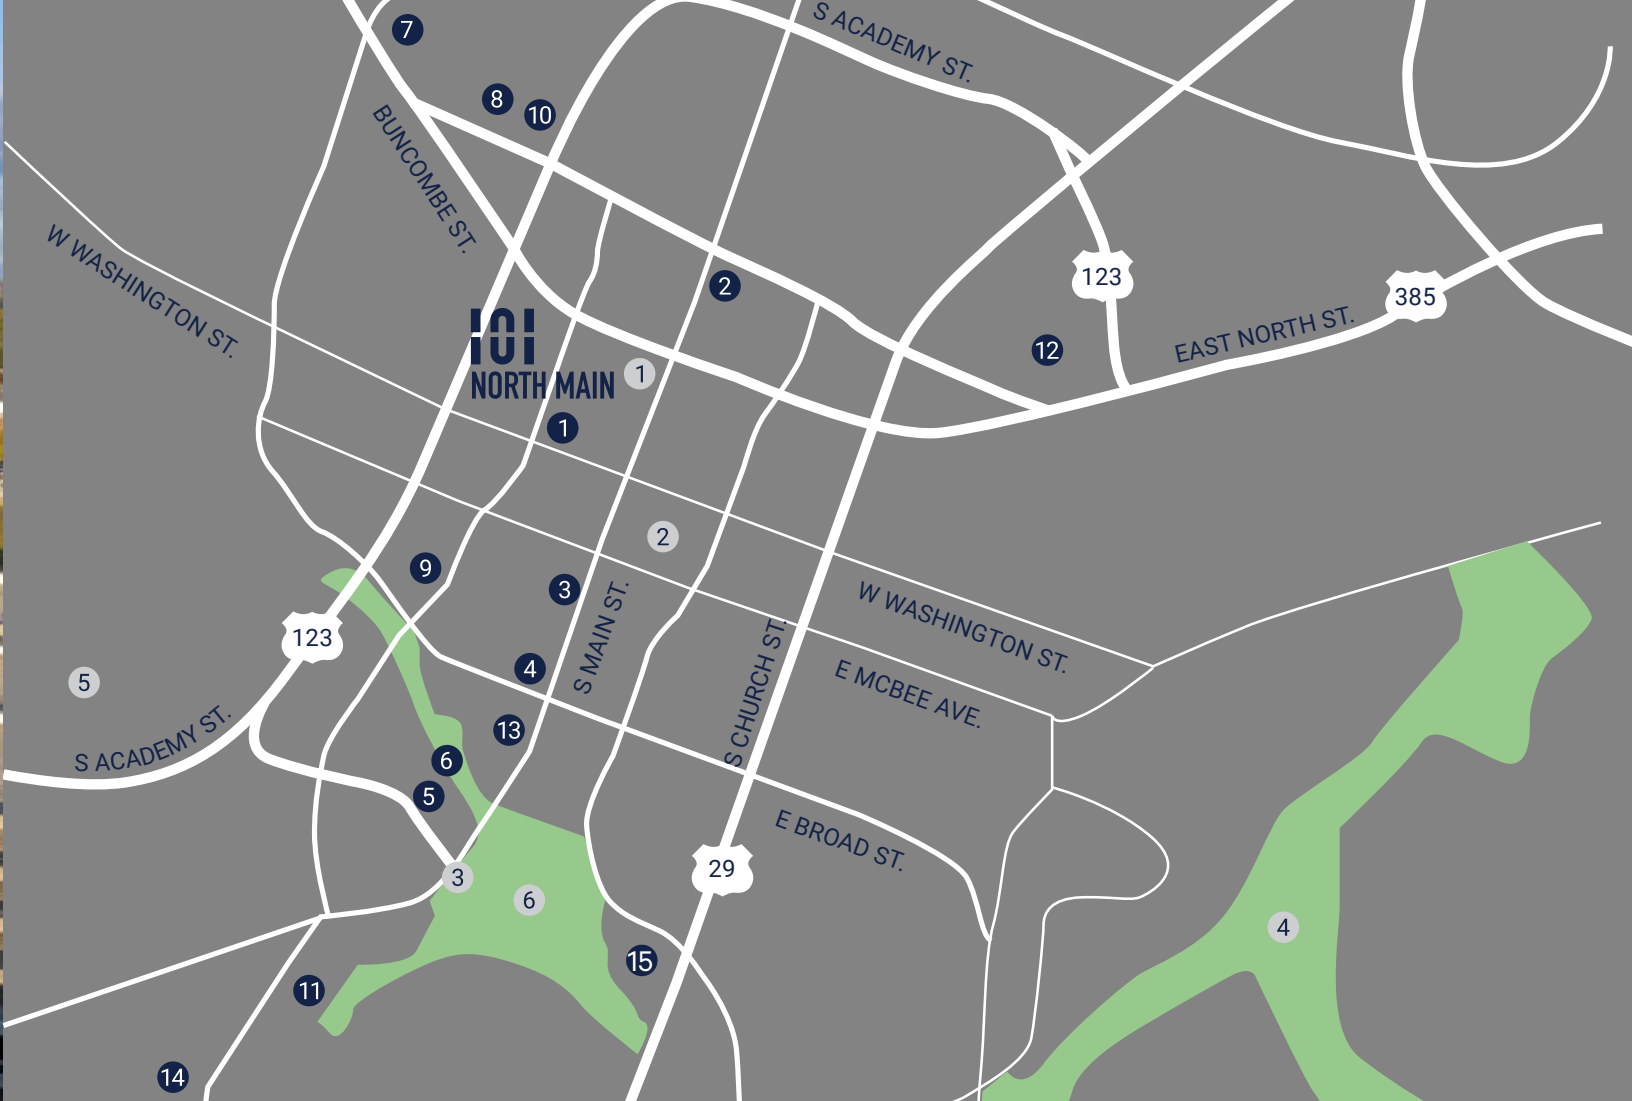 7
S ACADEMY ST.
8
10
BUNCOMBE ST.
W WASHINGTON ST.
123
2
385
101
NORTH MAIN
EAST NORTH ST.
12
1
1
2
9
3
W WASHINGTON ST.
S MAIN ST.
123
4
S CHURCH ST.
E MCBEE AVE.
5
S ACADEMY ST.
13
6
5
E BROAD ST.
29
3
6
4
15
11
14